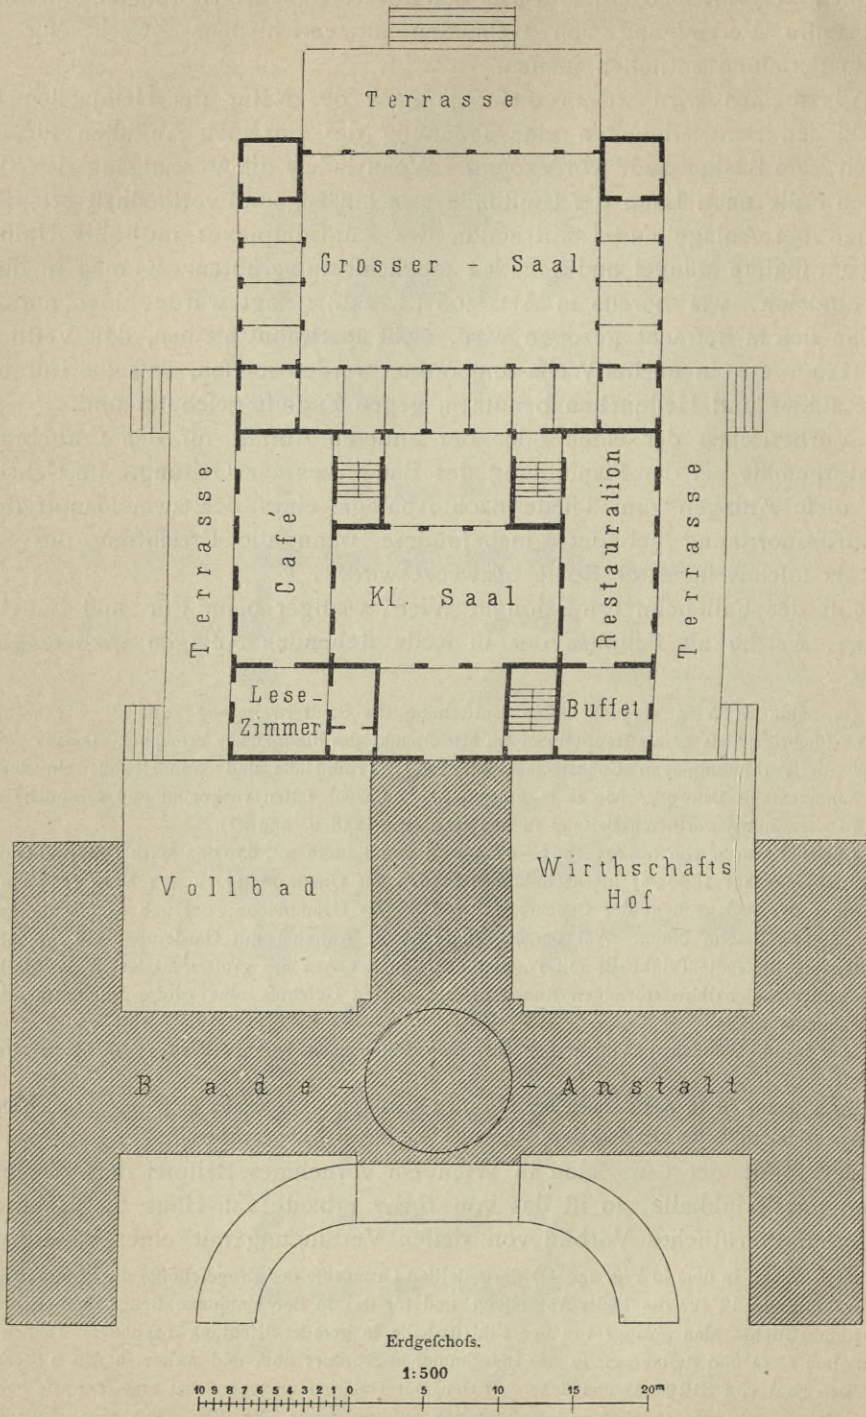 Terrasse
Grosser - Saal
Terrasse
Café
Restauration
Terrasse
Kl. Saal
Lese-
Zimmer
Buffet
Vollbad
Wirthschafts
Hof
Bade- -Anstalt
Erdgeſchoſs.
1:500
10 9 8 7 6 5 4 3 2 1 0 5 10 15 20m